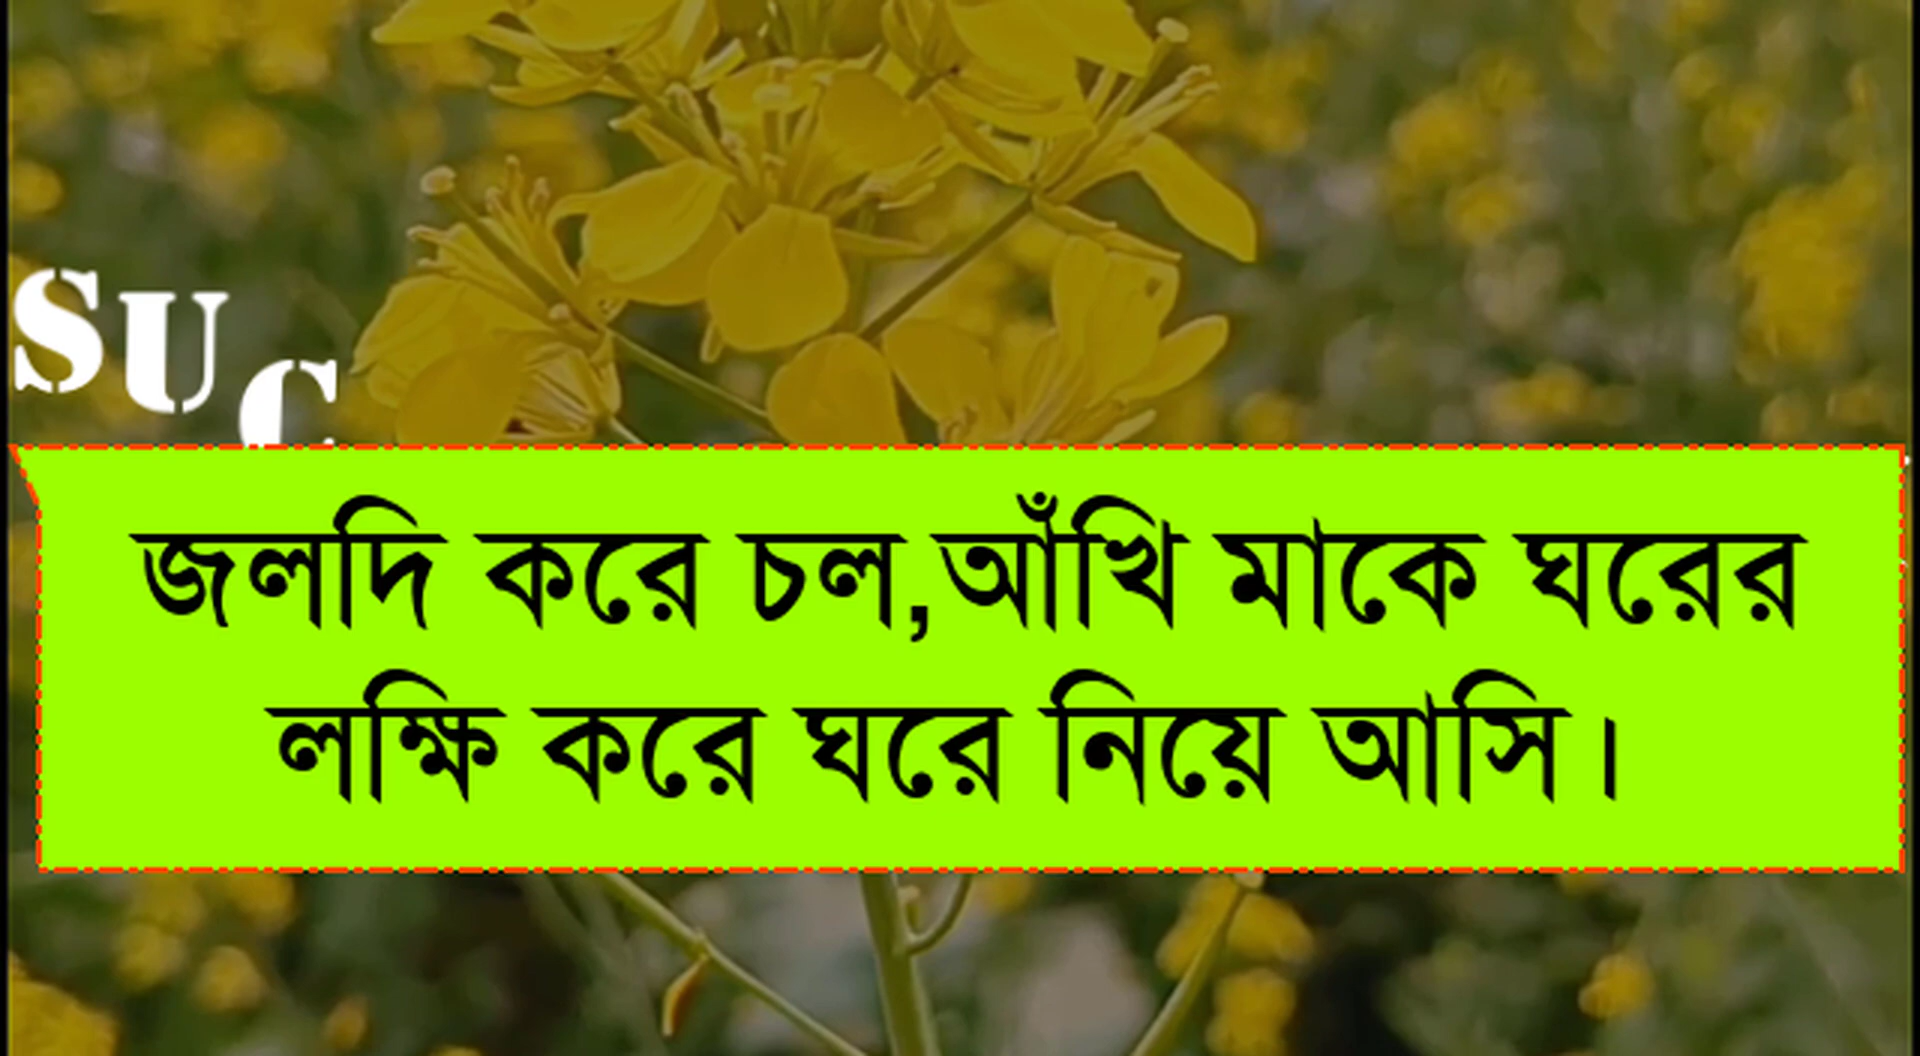 SUC
জলদি করে চল,আঁখি মাকে ঘরের
লক্ষি করে ঘরে নিয়ে আসি।